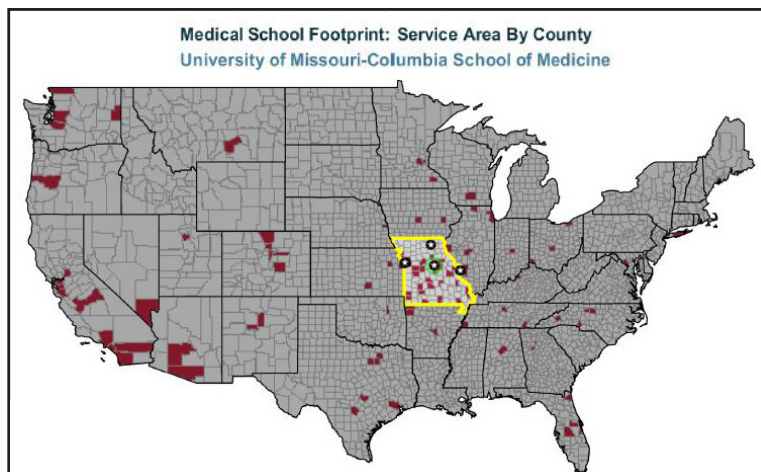 Medical School Footprint: Service Area By County
University of Missouri-Columbia School of Medicine